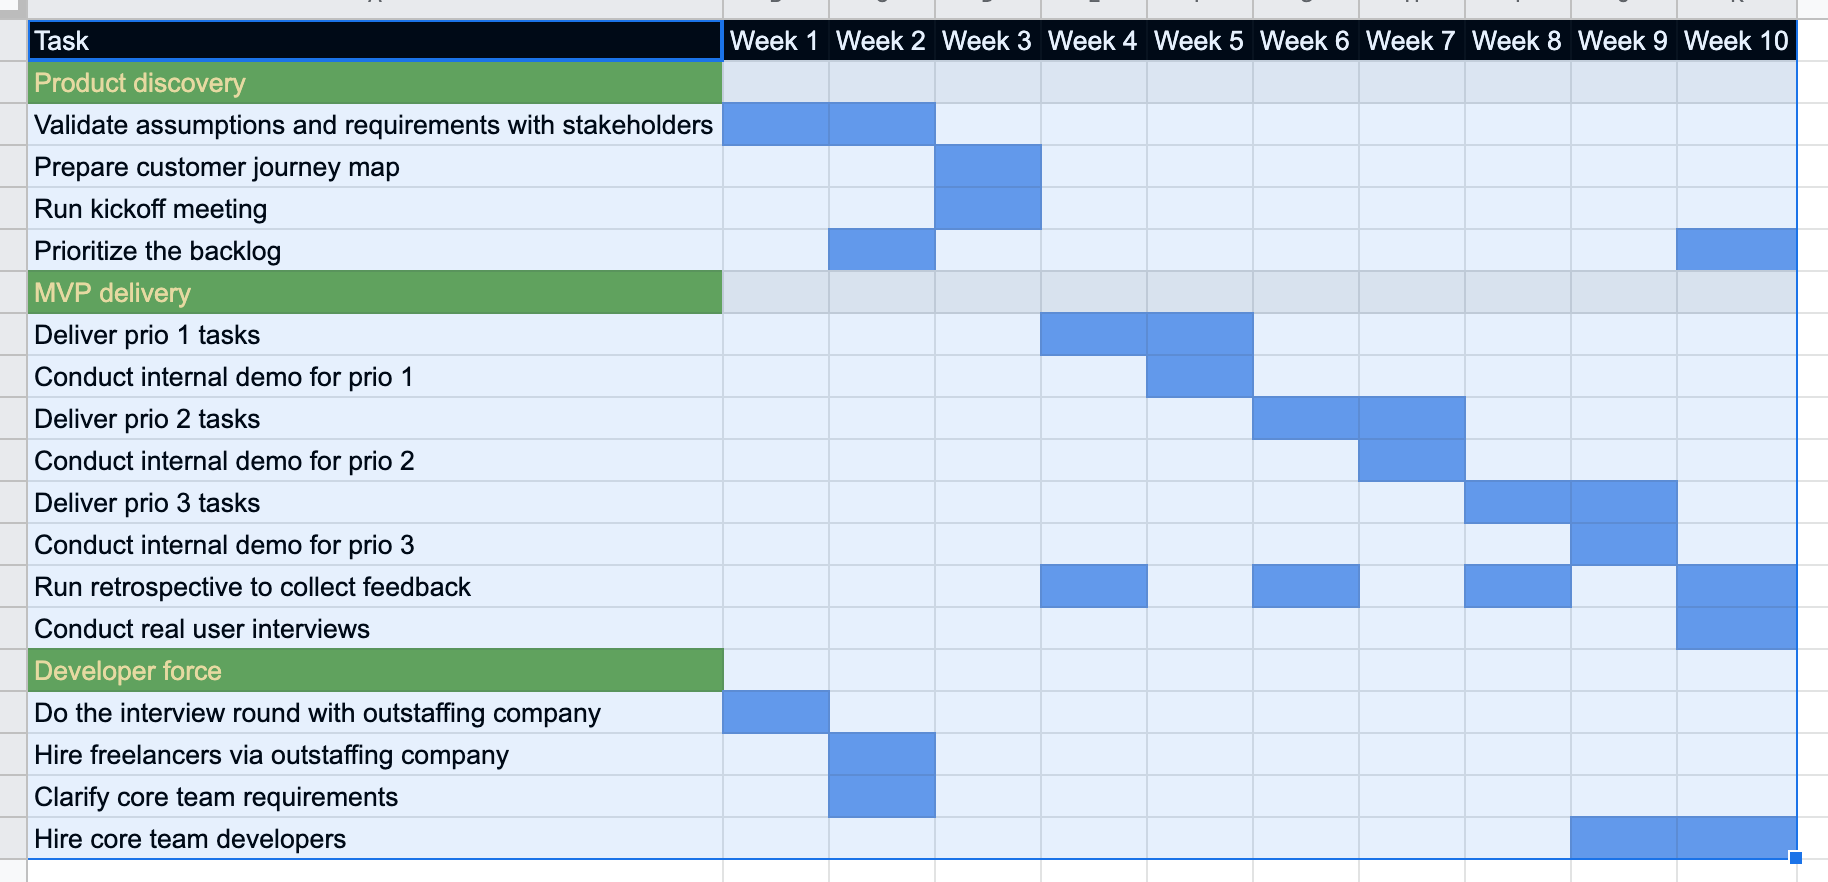 Task Week 1 Week 2 Week 3 Week 4 Week 5 Week 6 Week 7 Week 8 Week 9 Week 10
Product discovery
Validate assumptions and requirements with stakeholders
Prepare customer journey map
Run kickoff meeting
Prioritize the backlog
MVP delivery
Deliver prio 1 tasks
Conduct internal demo for prio 1
Deliver prio 2 tasks
Conduct internal demo for prio 2
Deliver prio 3 tasks
Conduct internal demo for prio 3
Run retrospective to collect feedback
Conduct real user interviews
Developer force
Do the interview round with outstaffing company
Hire freelancers via outstaffing company
Clarify core team requirements
Hire core team developers